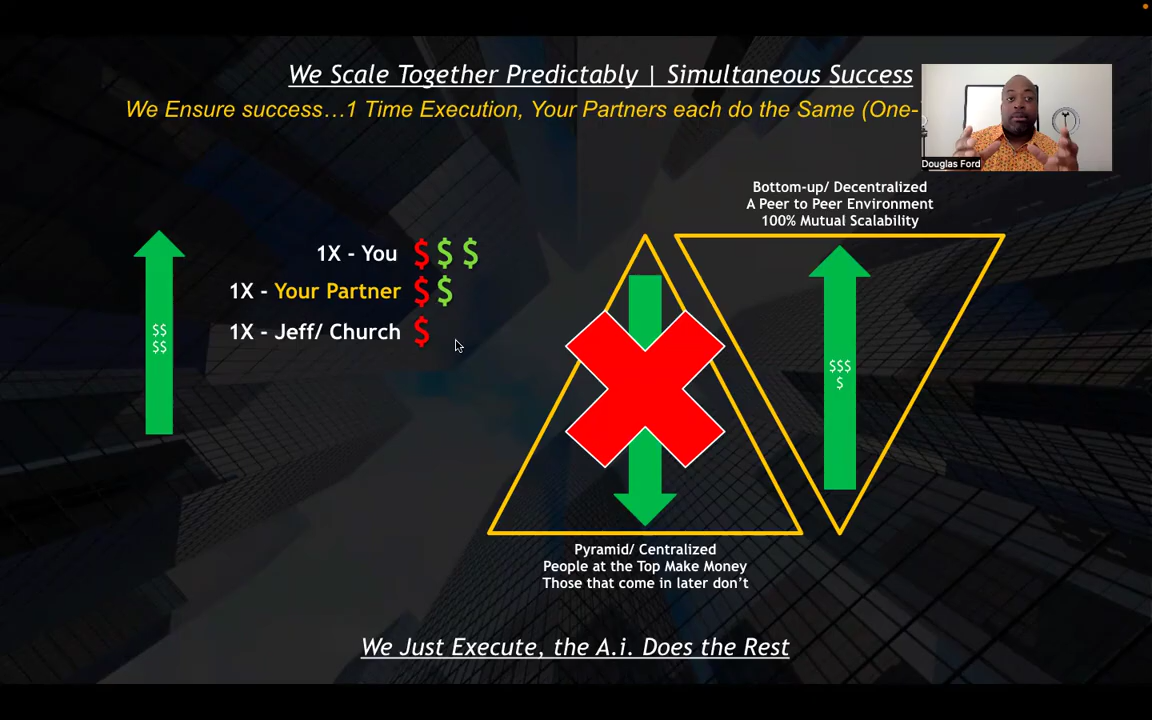 We Scale Together Predictably | Simultaneous Success
We Ensure success…1 Time Execution, Your Partners each do the Same (One-
Douglas Ford
Bottom-up/ Decentralized
A Peer to Peer Environment
100% Mutual Scalability
1X - You $ $ $
1X - Your Partner $ $
1X - Jeff/ Church $
$$
$$
$$$
$
Pyramid/ Centralized
People at the Top Make Money
Those that come in later don’t
We Just Execute, the A.i. Does the Rest